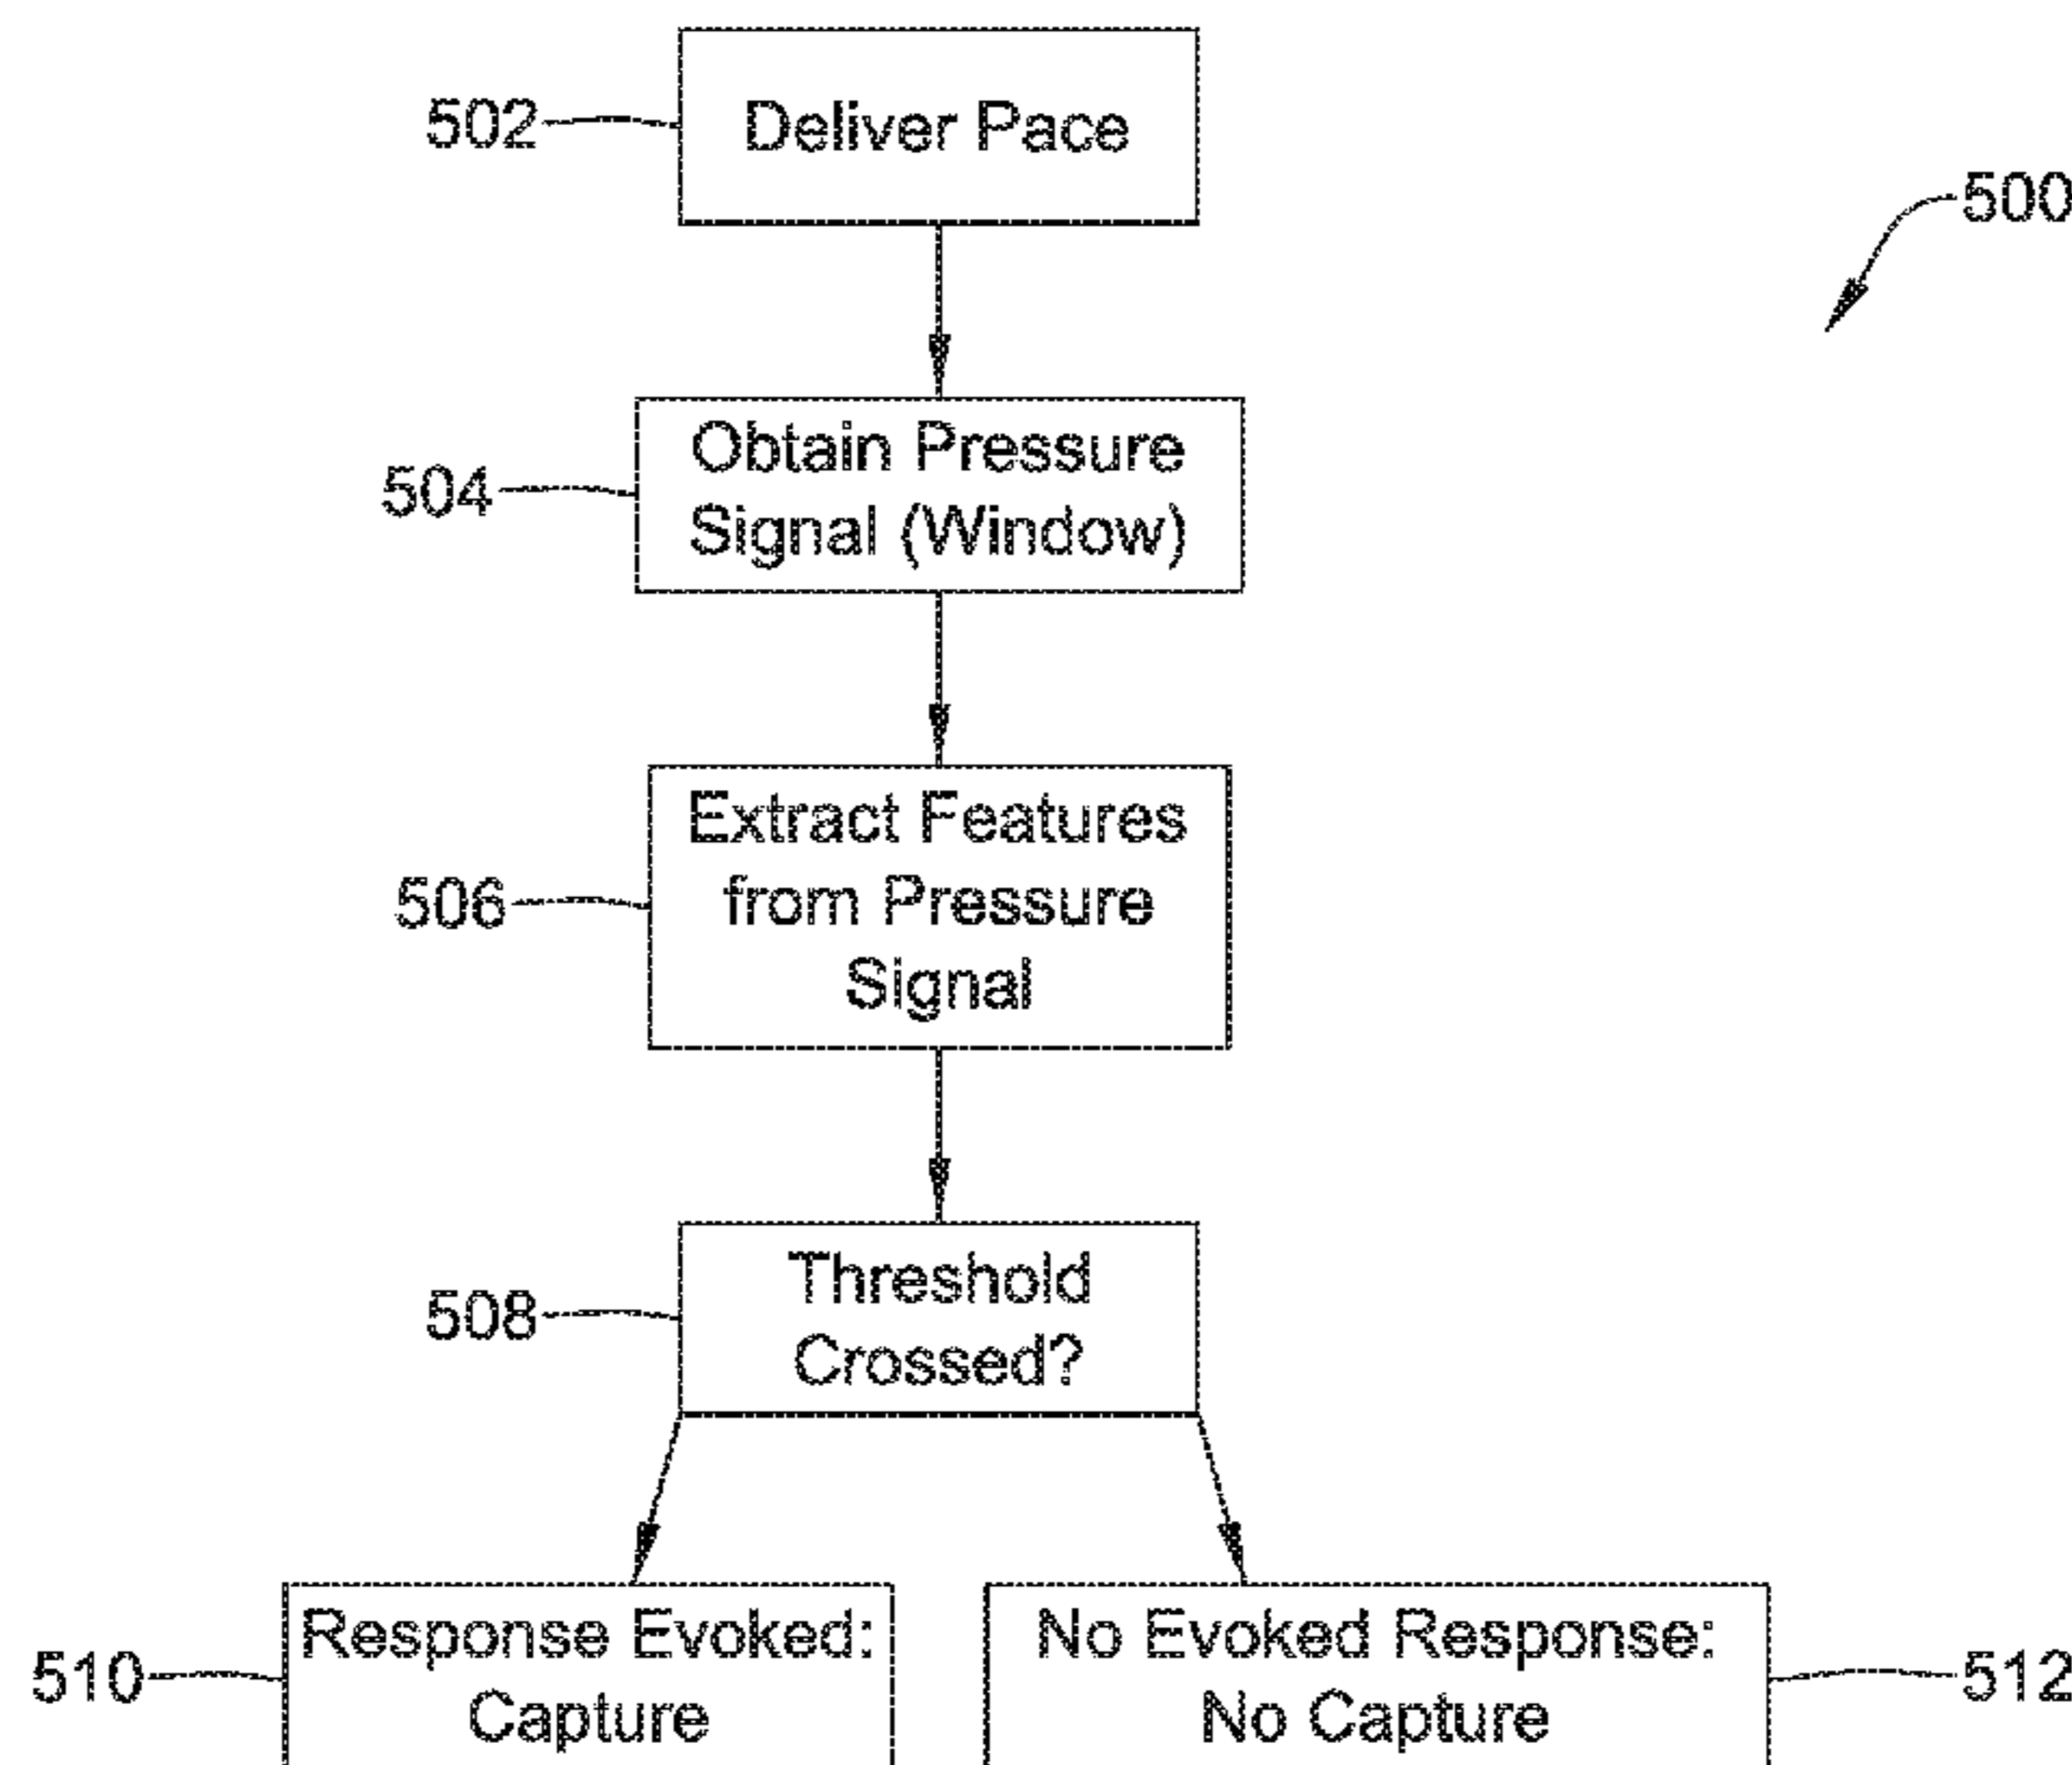 502
Deliver Pace
500
504
Obtain Pressure
Signal (Window)
506
Extract Features
from Pressure
Signal
508
Threshold
Crossed?
510
Response Evoked:
Capture
No Evoked Response:
No Capture
512